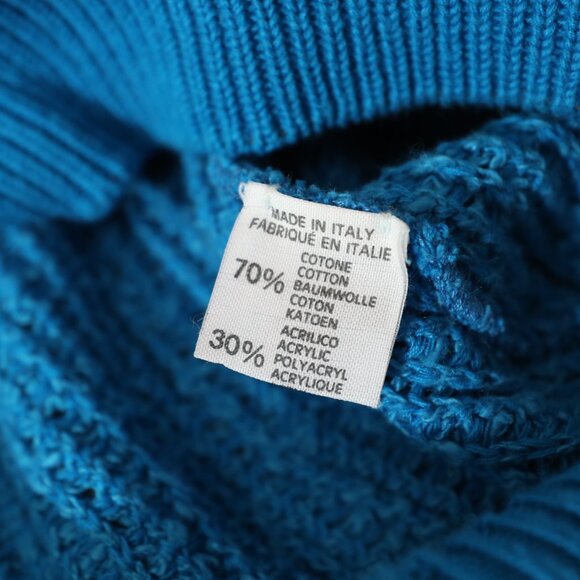 MADE IN ITALY
FABRIQUÉ EN ITALIE
COTONE
COTTON
70% BAUMWOLLE
COTON
KATOEN
ACRILICO
30% ACRYLIC
POLYACRYL
ACRYLIQUE